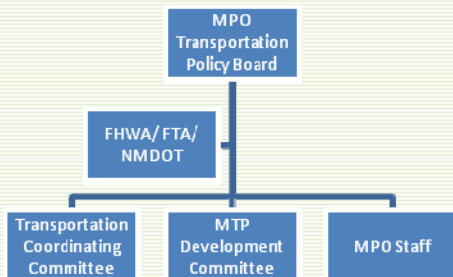 MPO
Transportation
Policy Board
FHWA/ FTA/
NMDOT
Transportation
Coordinating
Committee
MTP
Development
Committee
MPO Staff